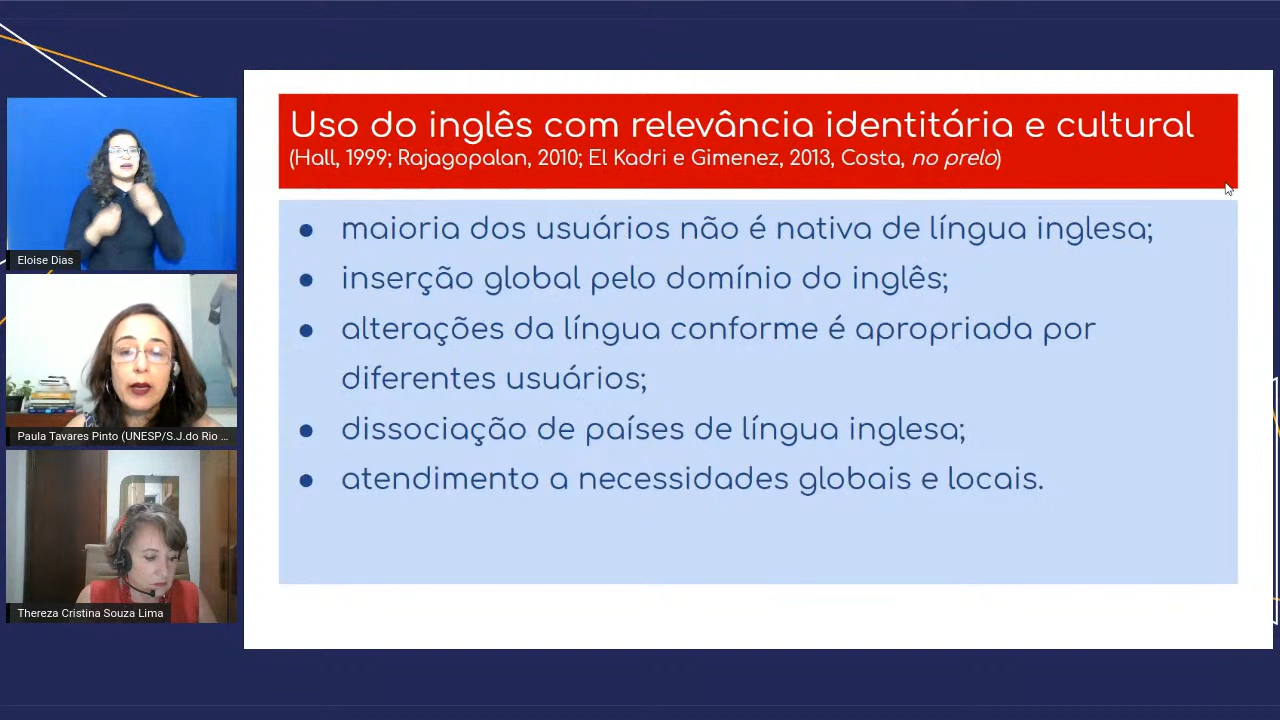 Uso do inglês com relevância identitária e cultural
(Hall, 1999; Rajagopalan, 2010; El Kadri e Gimenez, 2013, Costa, no prelo)
● maioria dos usuários não é nativa de língua inglesa;
● inserção global pelo domínio do inglês;
● alterações da língua conforme é apropriada por
diferentes usuários;
● dissociação de países de língua inglesa;
● atendimento a necessidades globais e locais.
Eloise Dias
Paula Tavares Pinto (UNESP/S.J.do Rio ...
Thereza Cristina Souza Lima